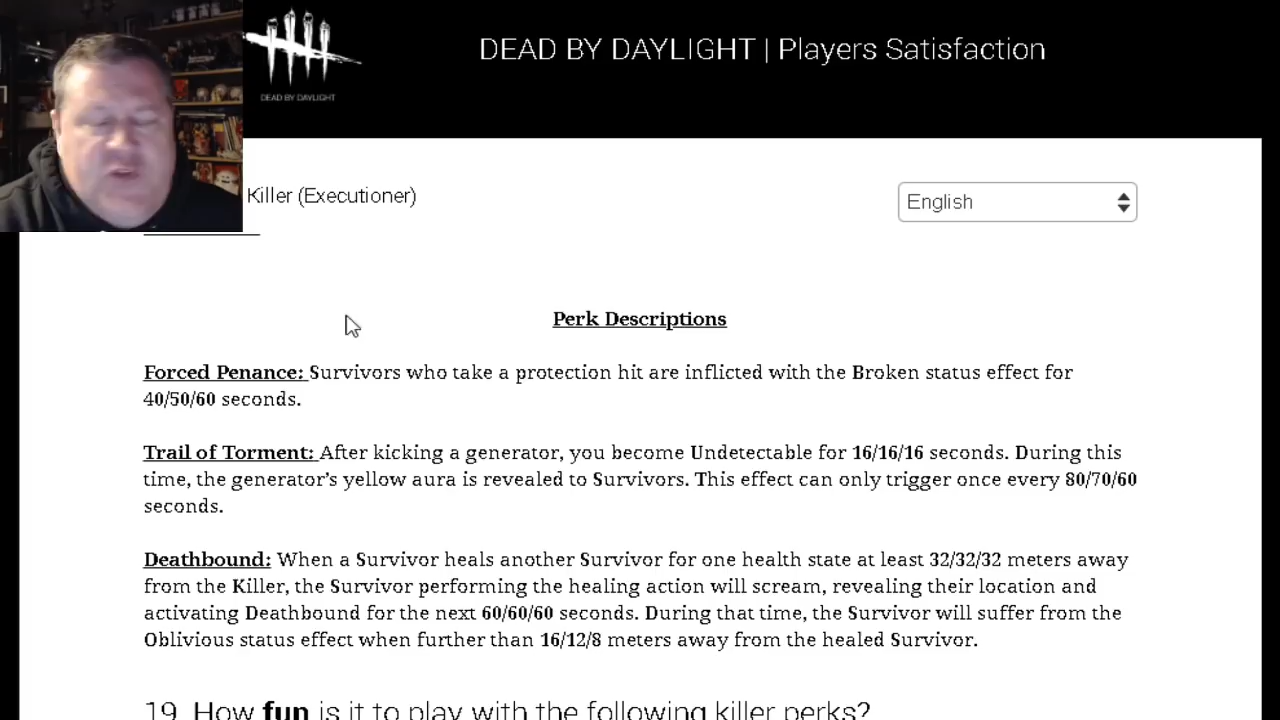 DEAD BY DAYLIGHT | Players Satisfaction
DEAD BY DAYLIGHT
Killer (Executioner)
English
Perk Descriptions
Forced Penance: Survivors who take a protection hit are inflicted with the Broken status effect for
40/50/60 seconds.
Trail of Torment: After kicking a generator, you become Undetectable for 16/16/16 seconds. During this
time, the generator's yellow aura is revealed to Survivors. This effect can only trigger once every 80/70/60
seconds.
Deathbound: When a Survivor heals another Survivor for one health state at least 32/32/32 meters away
from the Killer, the Survivor performing the healing action will scream, revealing their location and
activating Deathbound for the next 60/60/60 seconds. During that time, the Survivor will suffer from the
Oblivious status effect when further than 16/12/8 meters away from the healed Survivor.
19. How fun is it to play with the following killer perks?